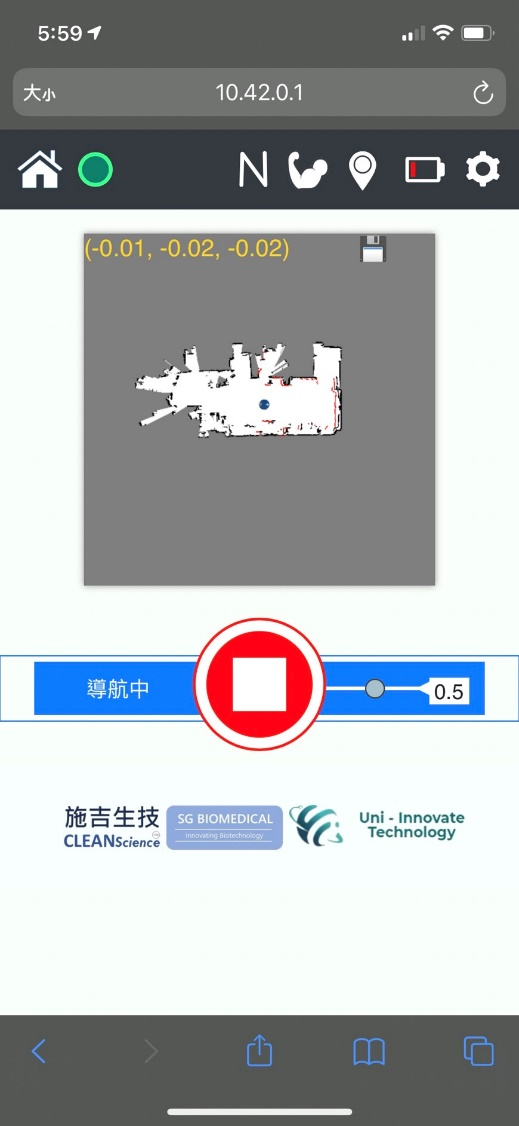 5:59
大小
10.42.0.1
N
(-0.01, -0.02, -0.02)
導航中
0.5
施吉生技
CLEANScience
SG BIOMEDICAL
Innovating Biotechnology
Uni - Innovate
Technology